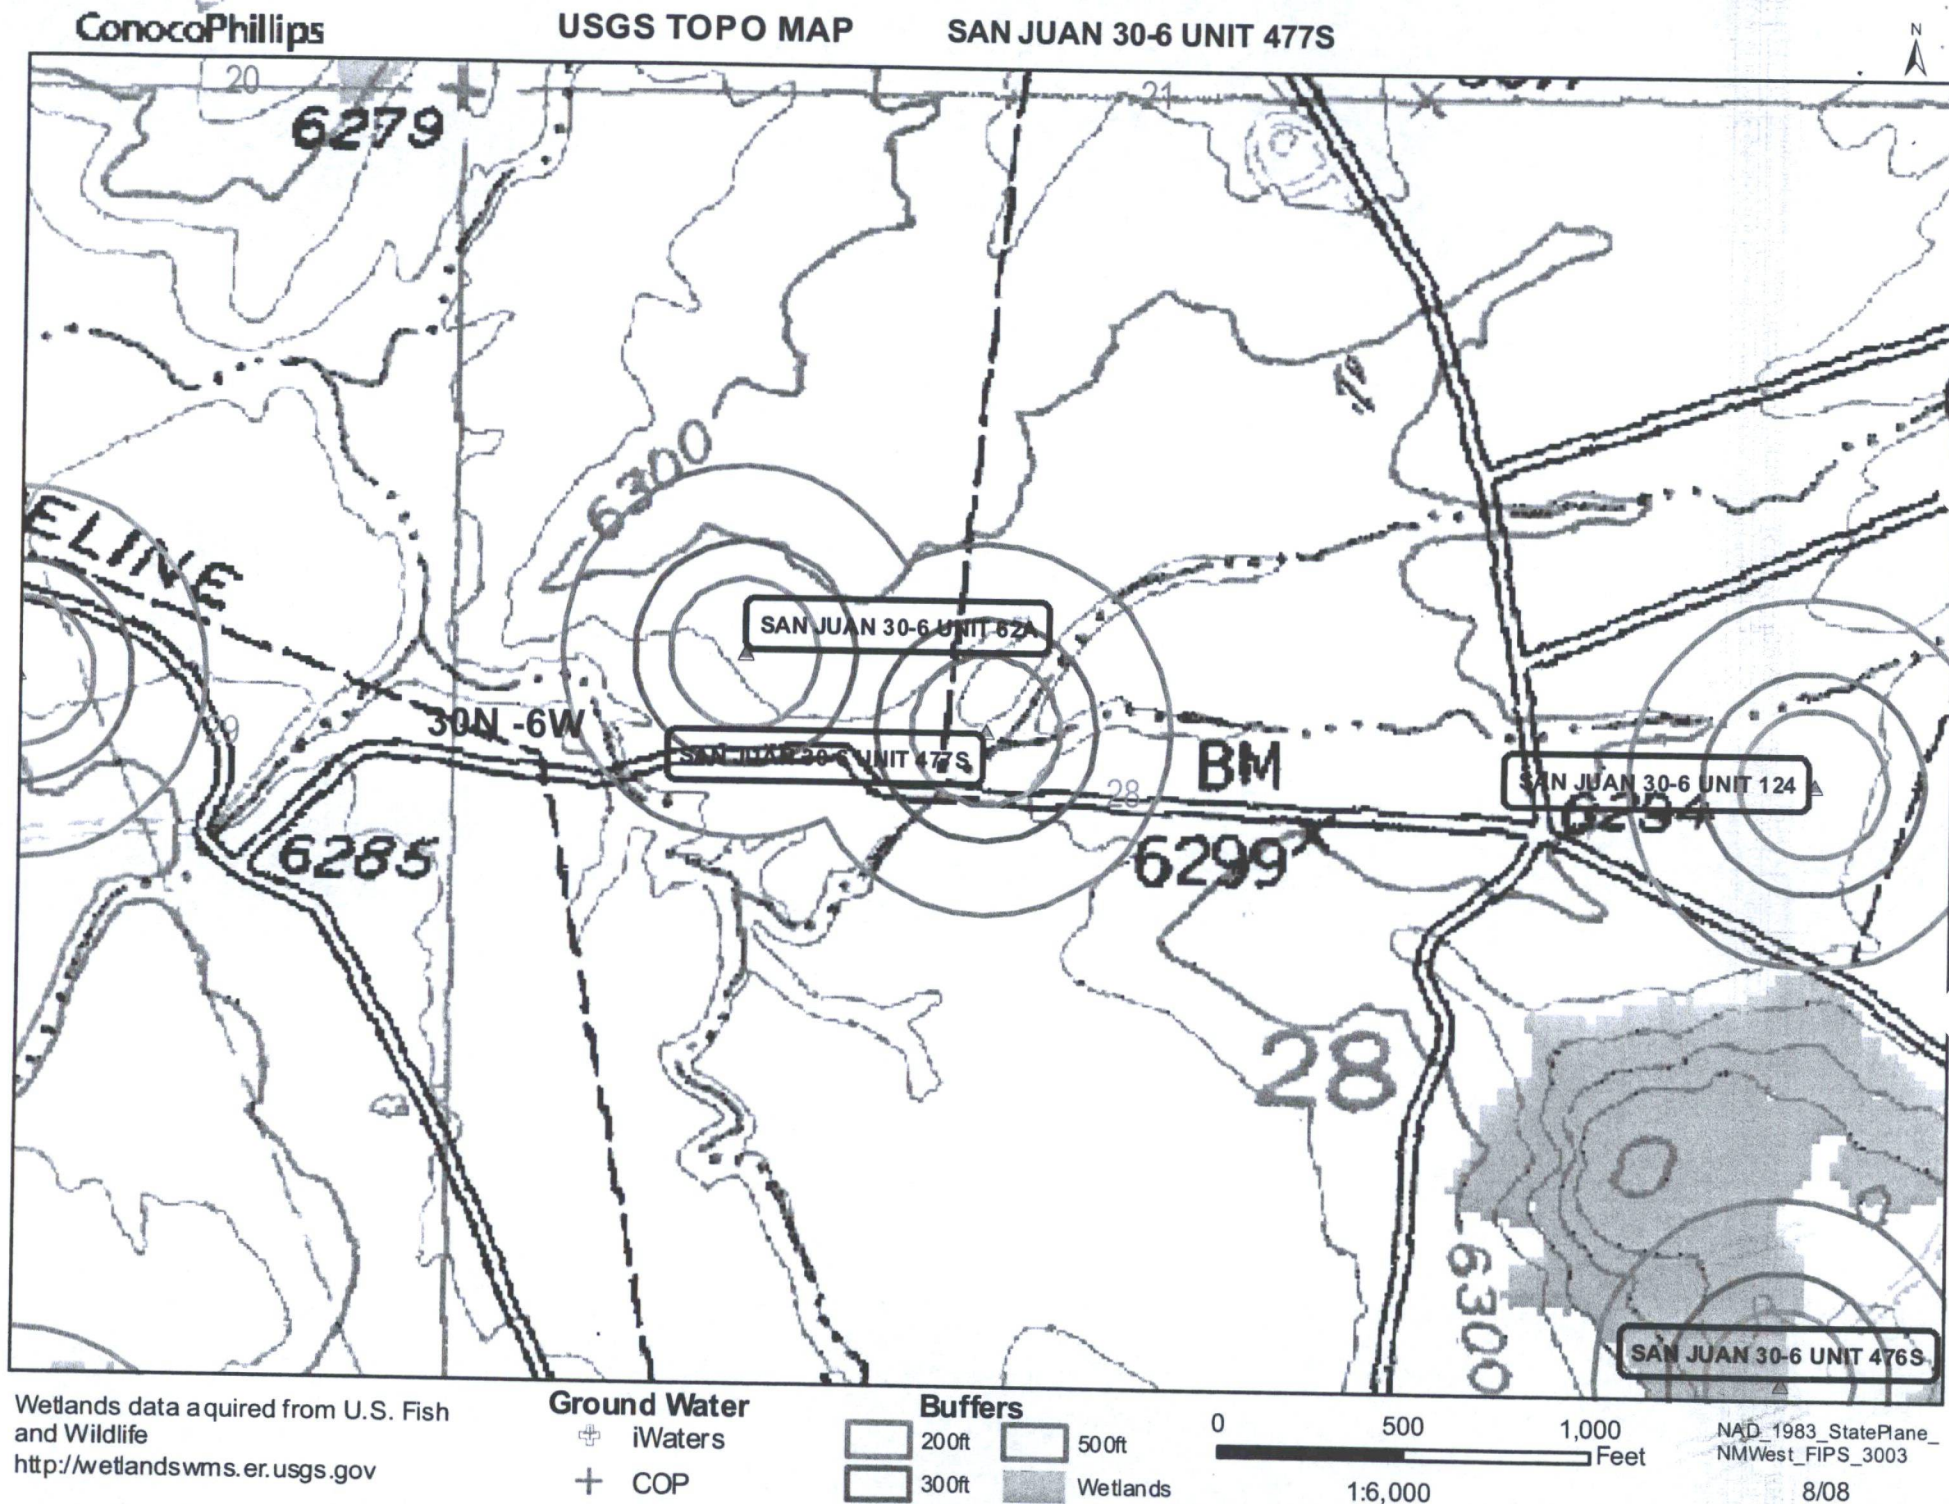 ConocoPhillips
USGS TOPO MAP
SAN JUAN 30-6 UNIT 477S
N
20
21
6279
6300
ELINE
SAN JUAN 30-6 UNIT 62A
30N -6W
SAN JUAN 30-6 UNIT 477S
BM
28
SAN JUAN 30-6 UNIT 124
6285
6299
28
6300
SAN JUAN 30-6 UNIT 476S
Wetlands data aquired from U.S. Fish
and Wildlife
http://wetlandswms.er.usgs.gov
Ground Water
iWaters
COP
Buffers
200ft
500ft
300ft
Wetlands
0 500 1,000
Feet
1:6,000
NAD_1983_StatePlane_
NMWest_FIPS_3003
8/08